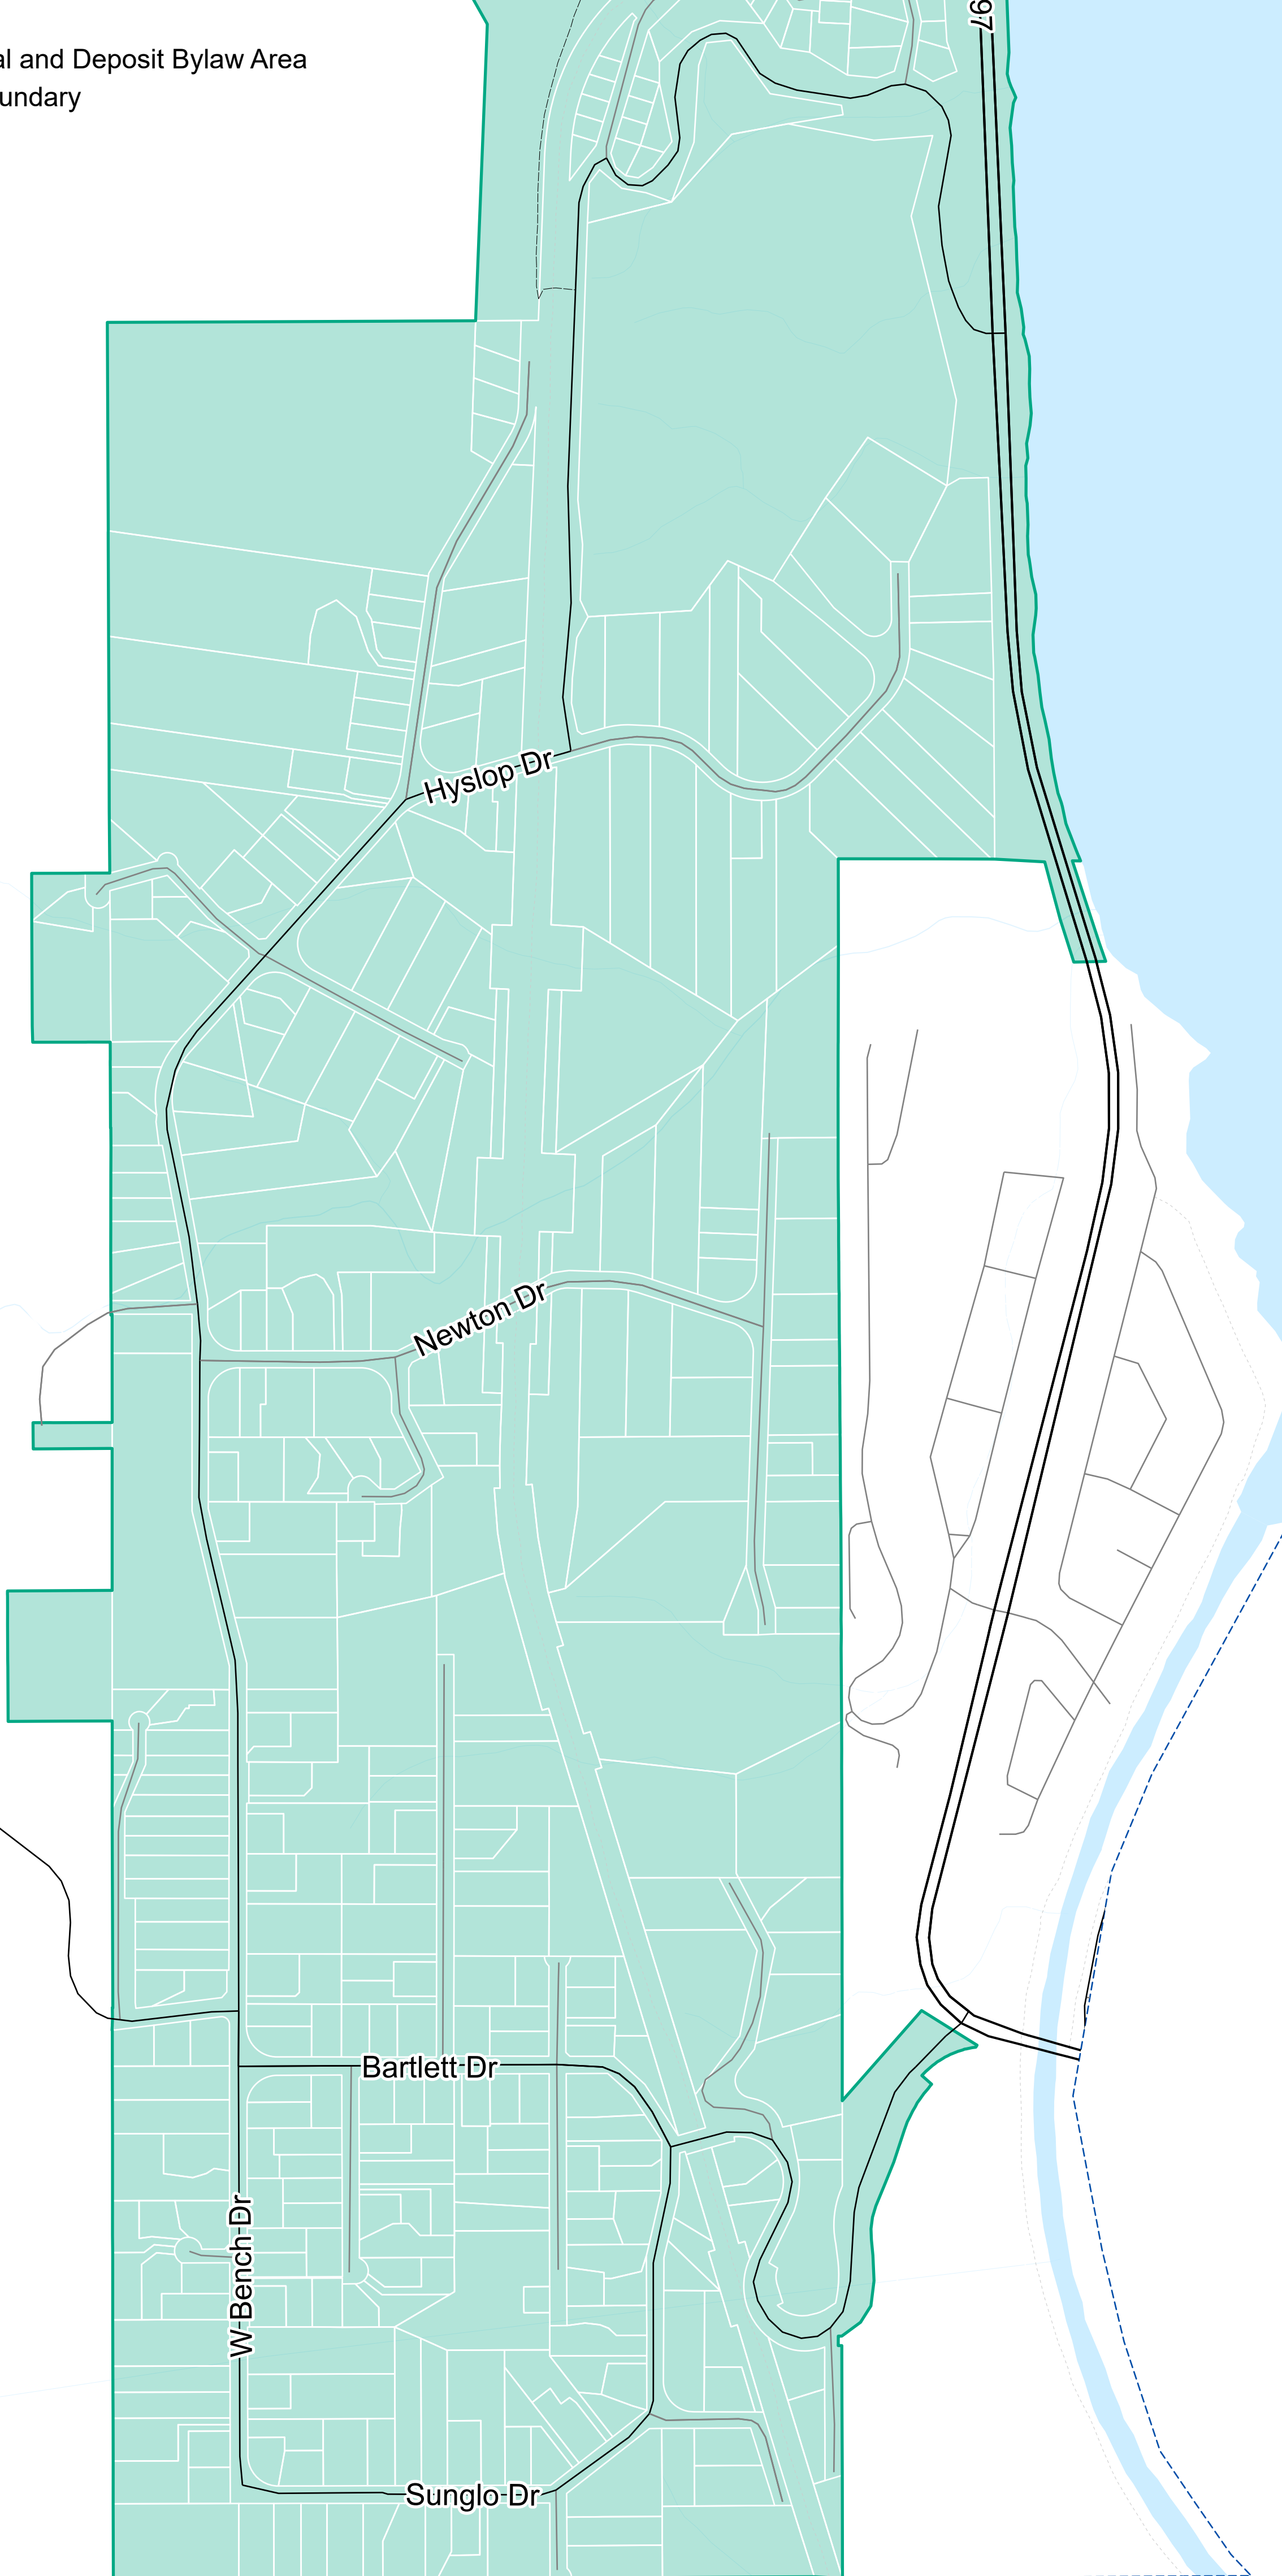 al and Deposit Bylaw Area
undary
97
Hyslop Dr
Newton Dr
Bartlett Dr
W Bench Dr
Sunglo Dr